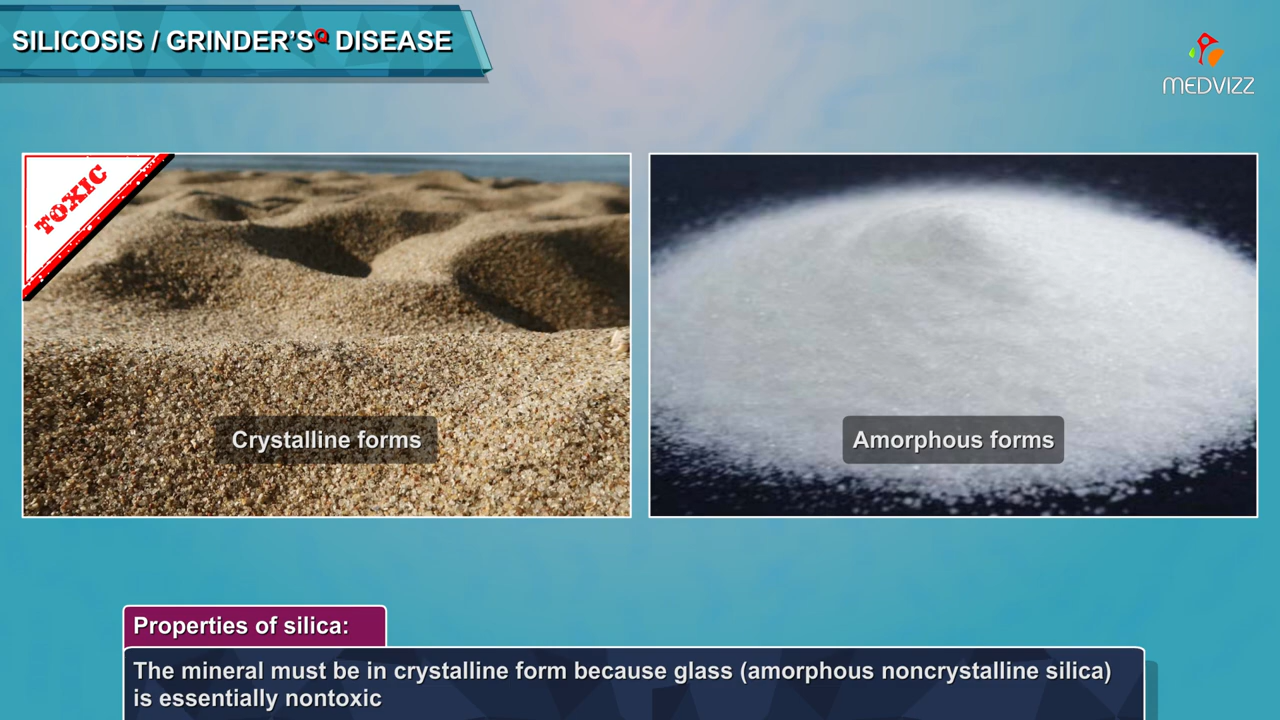 SILICOSIS / GRINDER'SQ DISEASE
MEDVIZZ
TOXIC
Crystalline forms
Amorphous forms
Properties of silica:
The mineral must be in crystalline form because glass (amorphous noncrystalline silica)
is essentially nontoxic